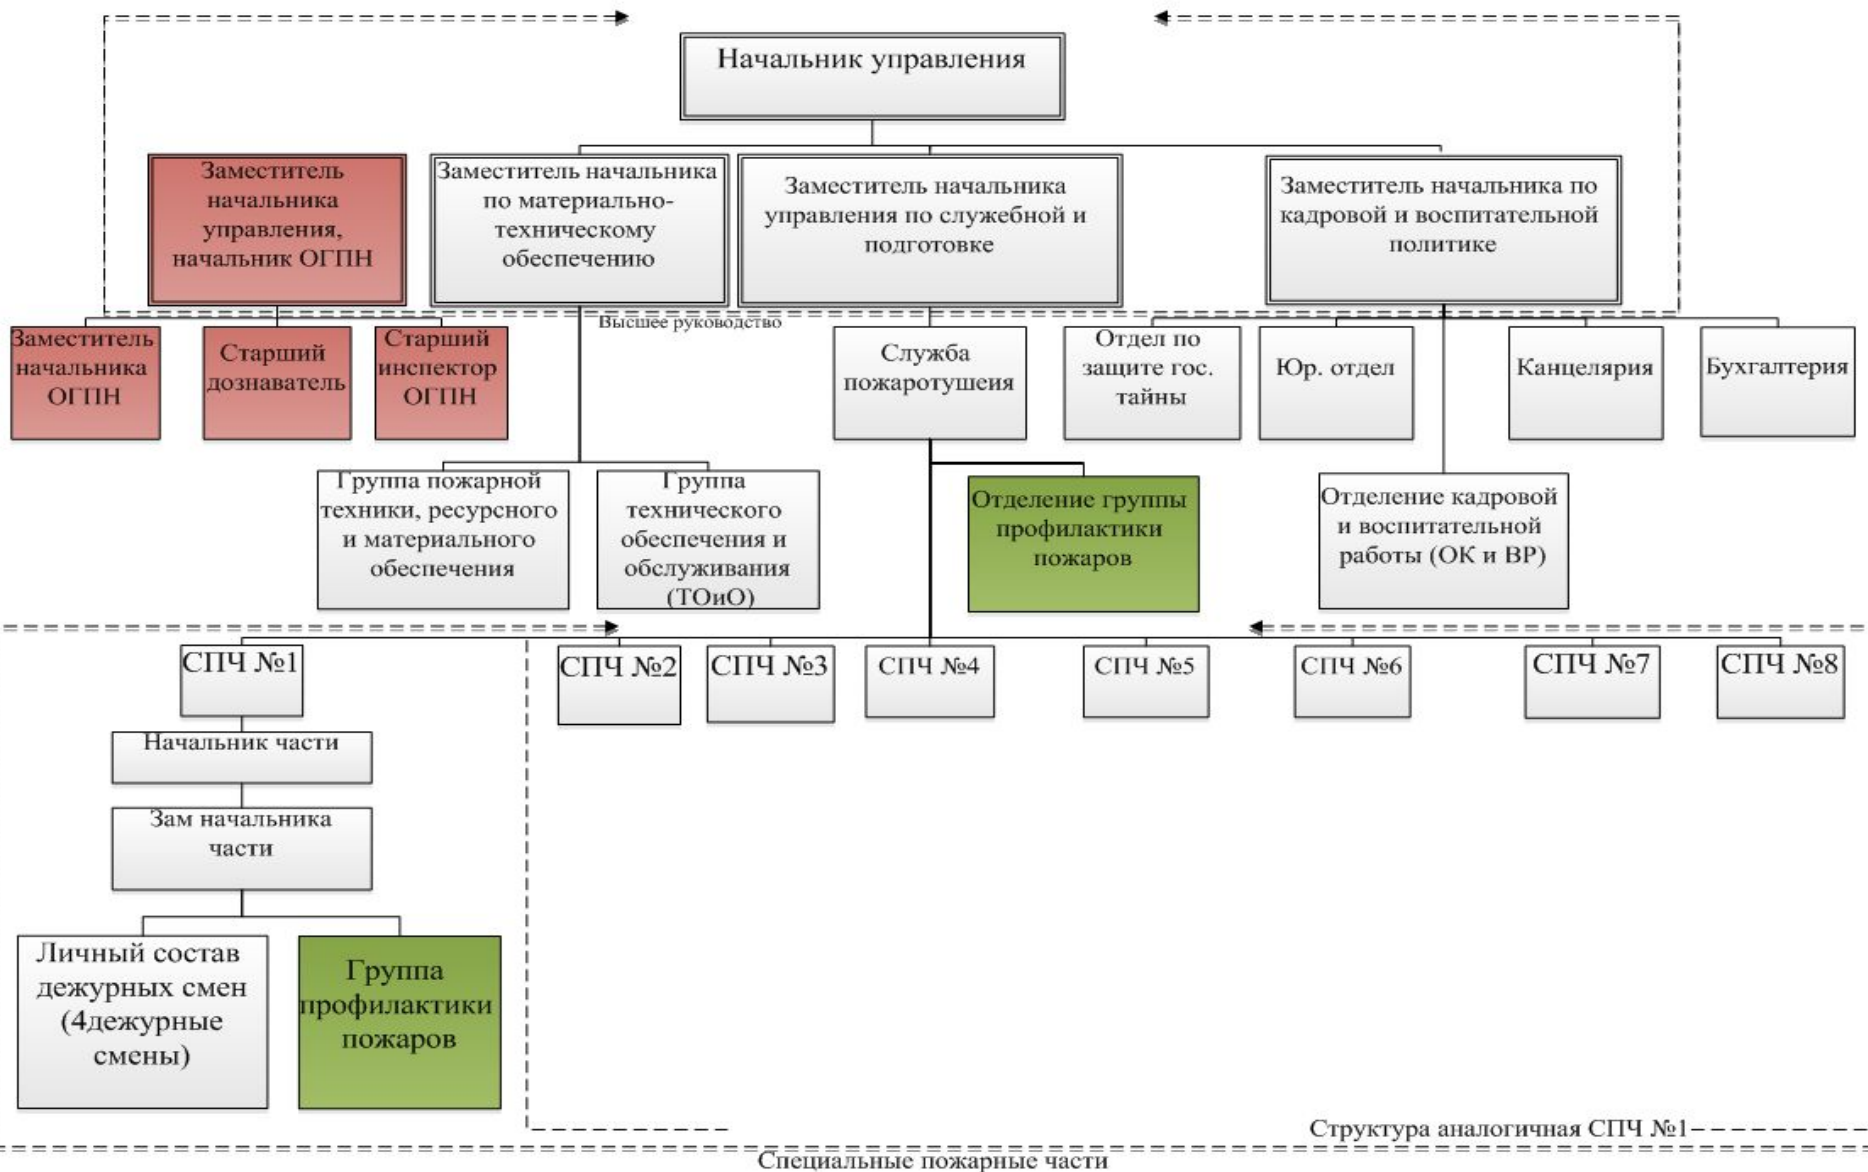 Начальник управления
Заместитель
начальника
управления,
начальник ОГПН
Заместитель начальника
по материально-
техническому
обеспечению
Заместитель начальника
управления по служебной и
подготовке
Заместитель начальника по
кадровой и воспитательной
политике
Высшее руководство
Заместитель
начальника
ОГПН
Старший
дознаватель
Старший
инспектор
ОГПН
Служба
пожаротушеия
Отдел по
защите гос.
тайны
Юр. отдел
Канцелярия
Бухгалтерия
Группа пожарной
техники, ресурсного
и материального
обеспечения
Группа
технического
обеспечения и
обслуживания
(ТОиО)
Отделение группы
профилактики
пожаров
Отделение кадровой
и воспитательной
работы (ОК и ВР)
СПЧ №1
СПЧ №2
СПЧ №3
СПЧ №4
СПЧ №5
СПЧ №6
СПЧ №7
СПЧ №8
Начальник части
Зам начальника
части
Личный состав
дежурных смен
(4дежурные
смены)
Группа
профилактики
пожаров
Структура аналогичная СПЧ №1
Специальные пожарные части